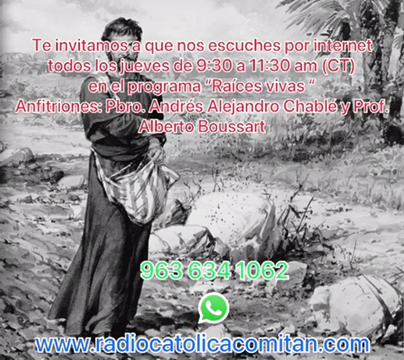 Te invitamos a que nos escuches por internet
todos los jueves de 9:30 a 11:30 am (CT)
en el programa "Raíces vivas "
Anfitriones: Pbro. Andrés Alejandro Chablé y Prof.
Alberto Boussart
963 634 1062
www.radiocatolicacomitan.com